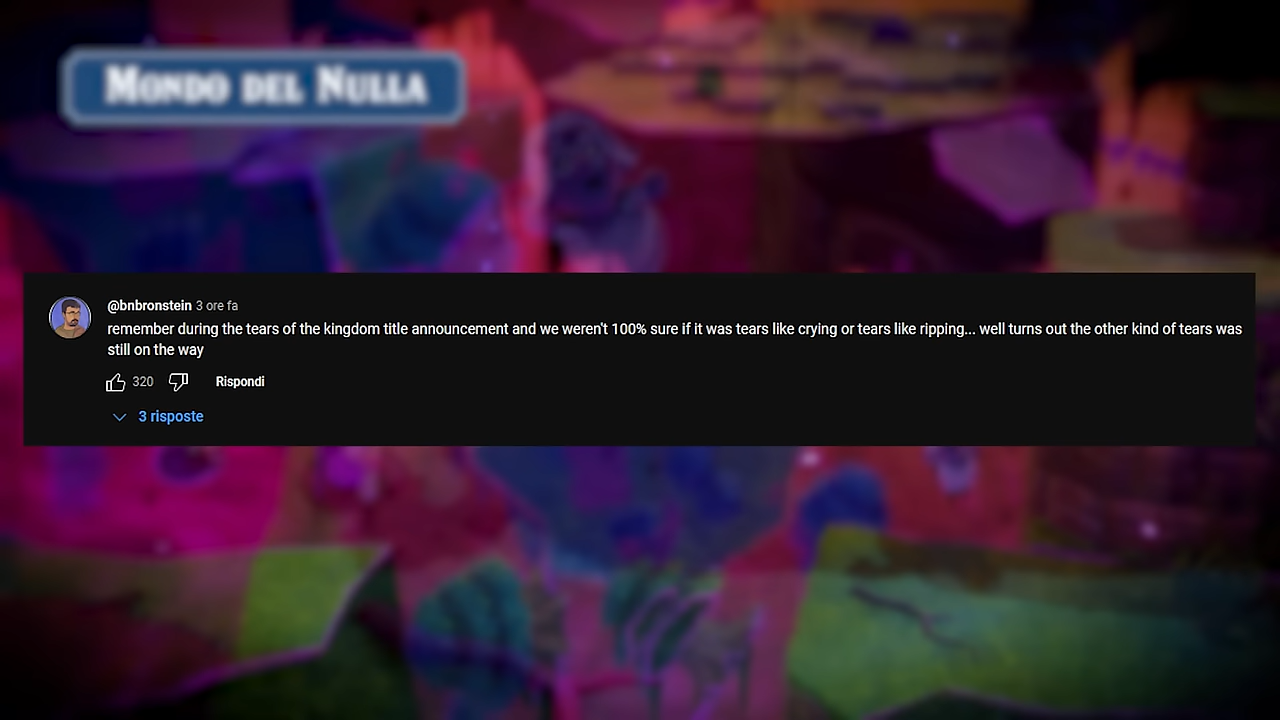 Mondo del Nulla
@bnbronstein 3 ore fa
remember during the tears of the kingdom title announcement and we weren't 100% sure if it was tears like crying or tears like ripping... well turns out the other kind of tears was
still on the way
320 Rispondi
3 risposte